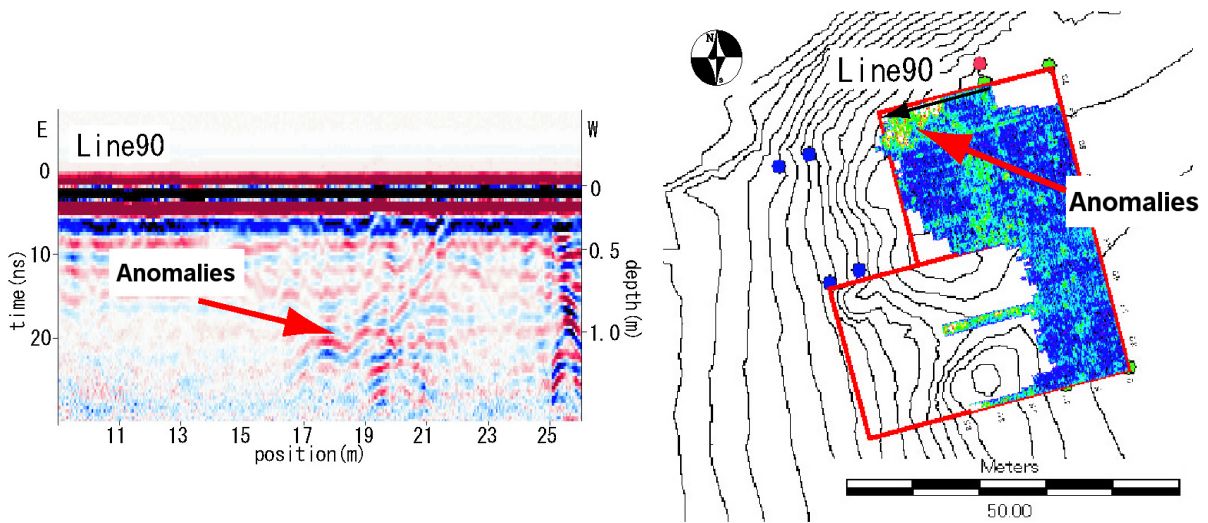 E
W
Line90
0
10
20
time(ns)
Anomalies
0
0.5
1.0
depth(m)
11
13
15
17
19
21
23
25
position(m)
N
S
Line90
Anomalies
Meters
50.00